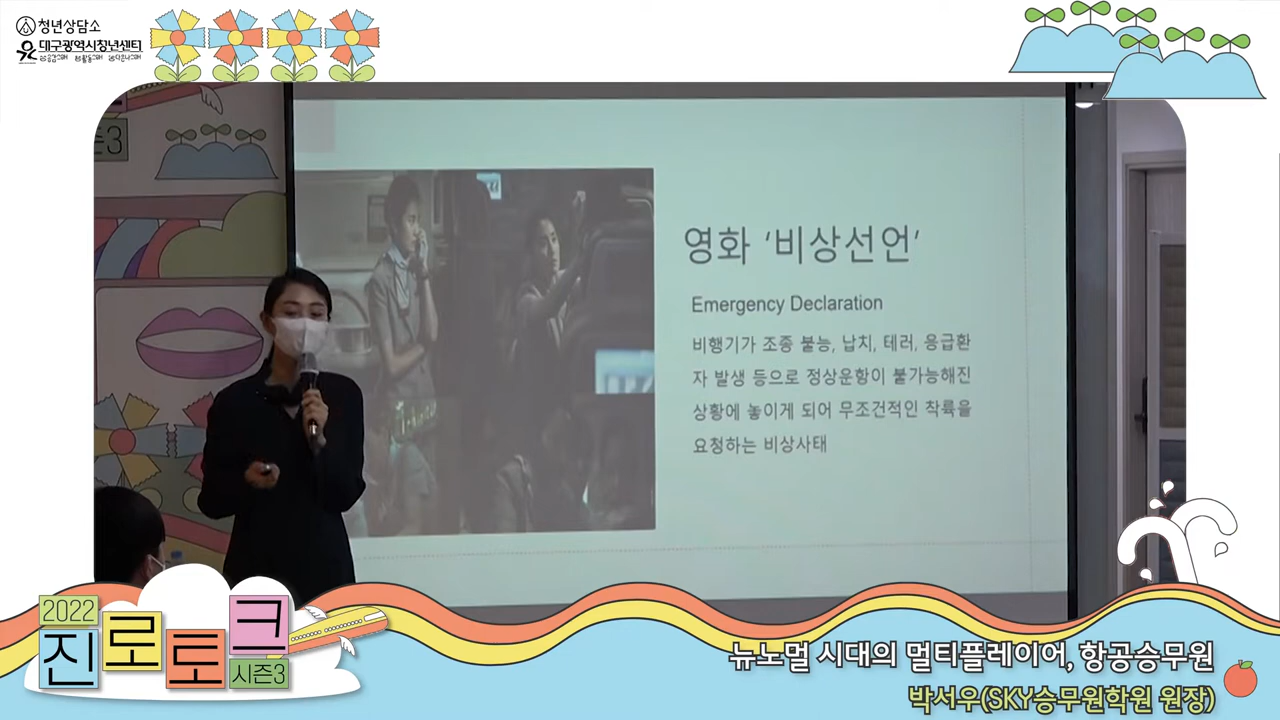 청년상담소
대구광역시청년센터
즌3
영화 '비상선언'
Emergency Declaration
비행기가 조종 불능, 납치, 테러, 응급환
자 발생 등으로 정상운항이 불가능해진
상황에 놓이게 되어 무조건적인 착륙을
요청하는 비상사태
2022
진로토크
시즌3
뉴노멀 시대의 멀티플레이어, 항공승무원
박서우(SKY승무원학원 원장)